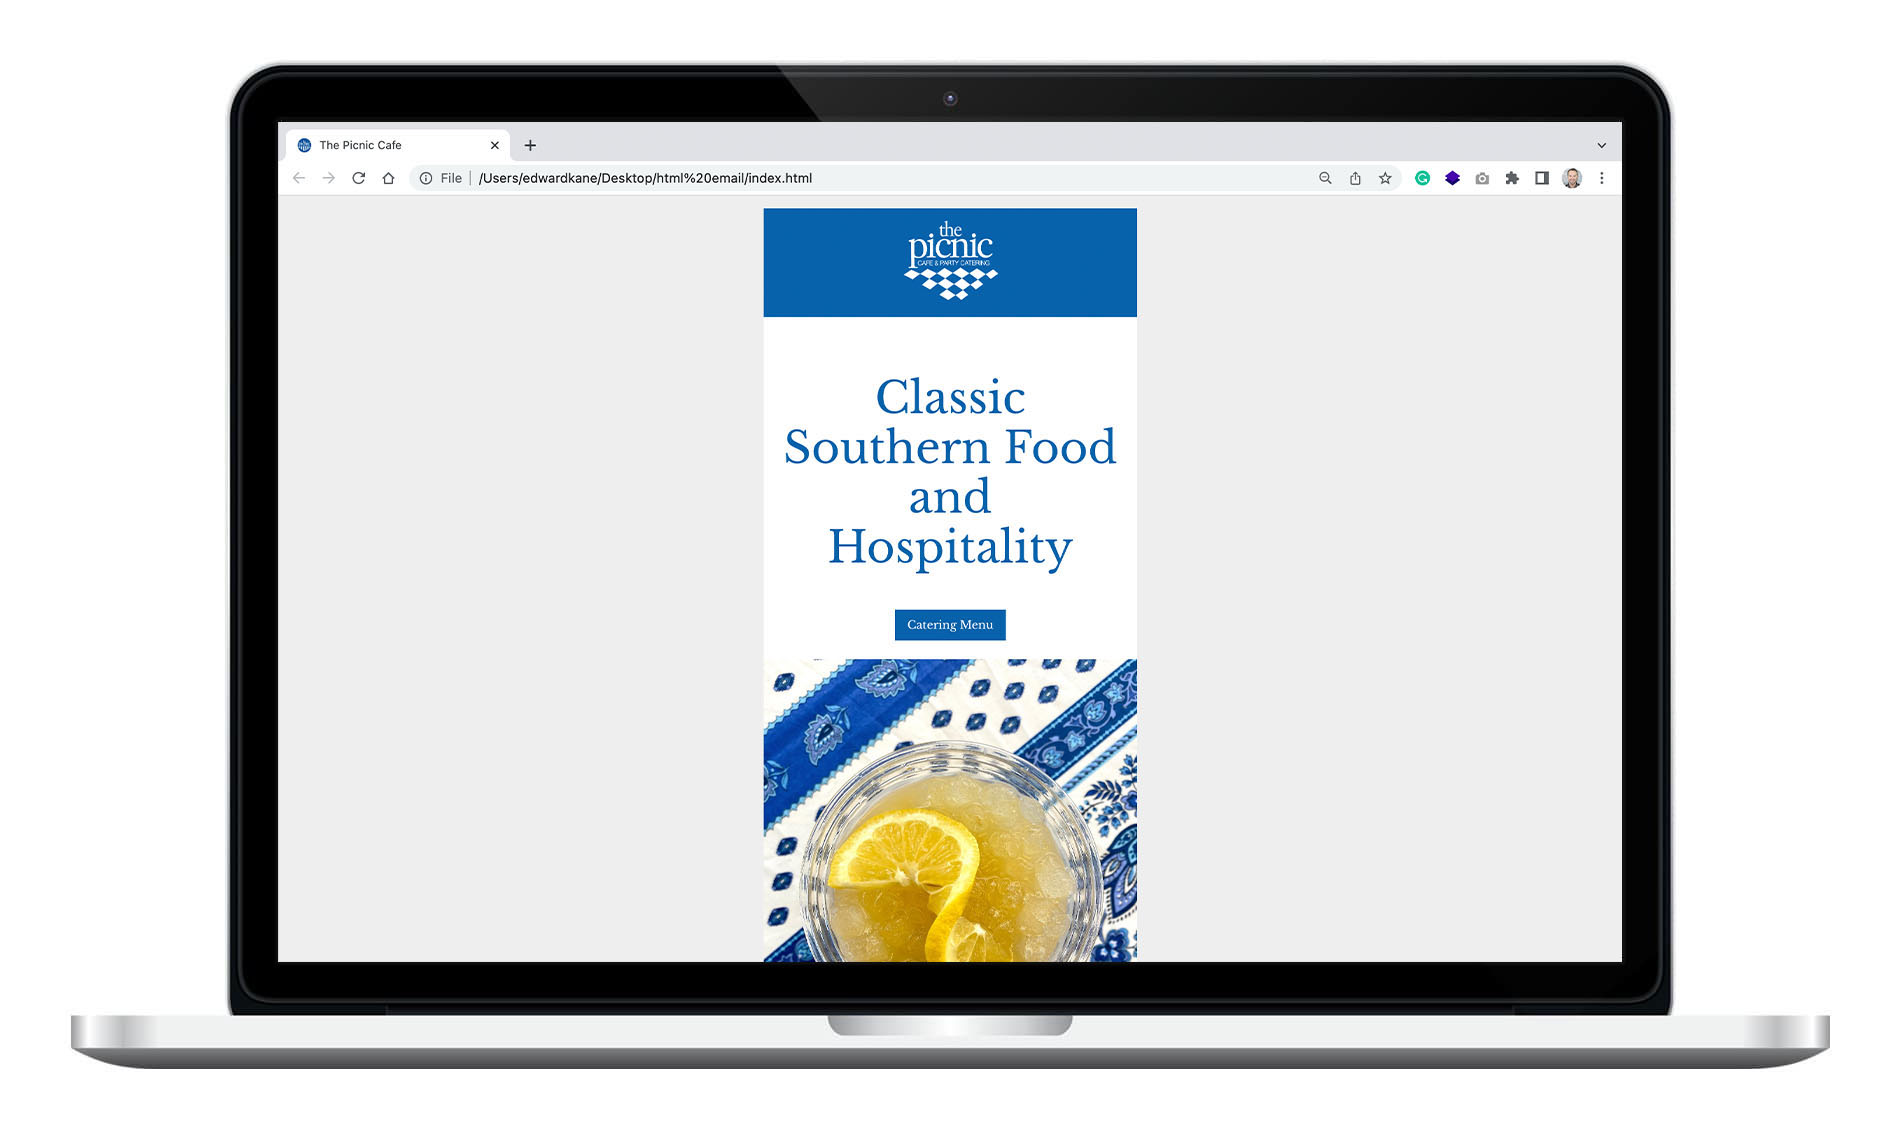 The Picnic Cafe
File | /Users/edwardkane/Desktop/html%20email/index.html
the
picnic
CAFE & PARTY CATERING
Classic
Southern Food
and
Hospitality
Catering Menu